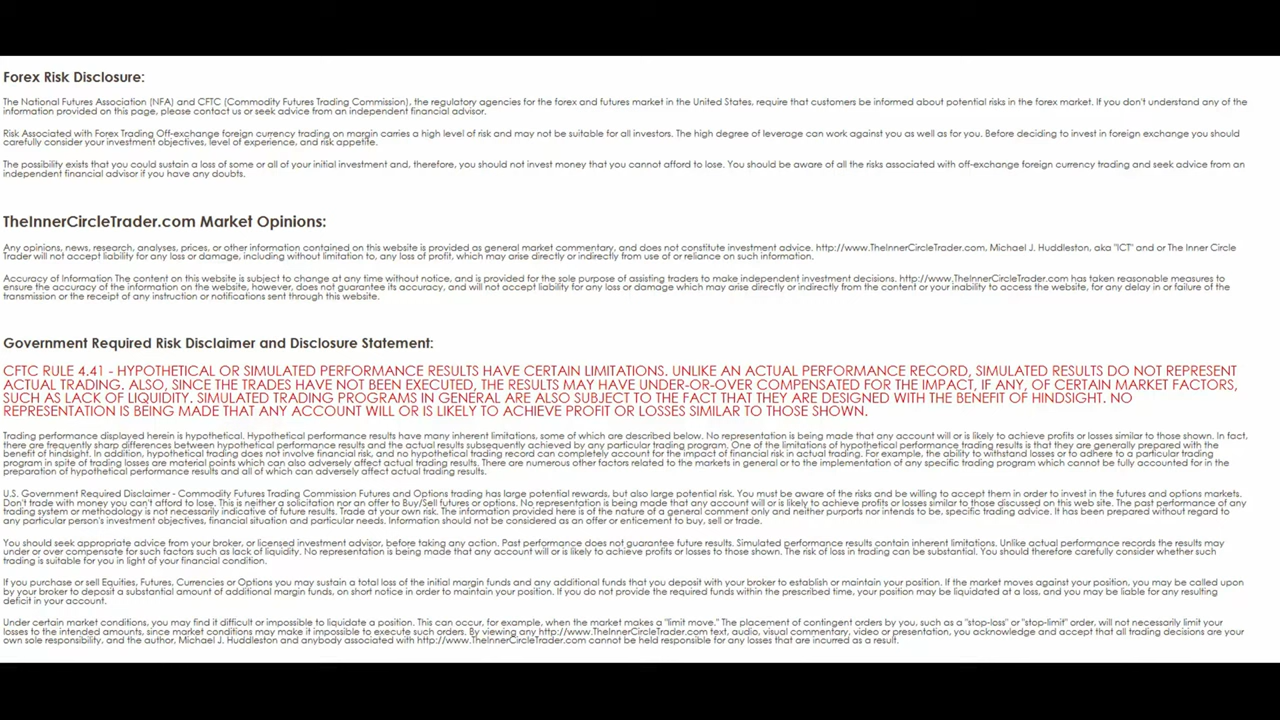 Forex Risk Disclosure:
The National Futures Association (NFA) and CFTC (Commodity Futures Trading Commission), the regulatory agencies for the forex and futures market in the United States, require that customers be informed about potential risks in the forex market. If you don't understand any of the
information provided on this page, please contact us or seek advice from an independent financial advisor.
Risk Associated with Forex Trading Off-exchange foreign currency trading on margin carries a high level of risk and may not be suitable for all investors. The high degree of leverage can work against you as well as for you. Before deciding to invest in foreign exchange you should
carefully consider your investment objectives, level of experience, and risk appetite.
The possibility exists that you could sustain a loss of some or all of your initial investment and, therefore, you should not invest money that you cannot afford to lose. You should be aware of all the risks associated with off-exchange foreign currency trading and seek advice from an
independent financial advisor if you have any doubts.
TheInnerCircleTrader.com Market Opinions:
Any opinions, news, research, analyses, prices, or other information contained on this website is provided as general market commentary, and does not constitute investment advice. http://www.TheInnerCircleTrader.com, Michael J. Huddleston, aka "ICT" and or The Inner Circle
Trader will not accept liability for any loss or damage, including without limitation to, any loss of profit, which may arise directly or indirectly from use of or reliance on such information.
Accuracy of Information The content on this website is subject to change at any time without notice, and is provided for the sole purpose of assisting traders to make independent investment decisions. http://www.TheInnerCircleTrader.com has taken reasonable measures to
ensure the accuracy of the information on the website, however, does not guarantee its accuracy, and will not accept liability for any loss or damage which may arise directly or indirectly from the content or your inability to access the website, for any delay in or failure of the
transmission or the receipt of any instruction or notifications sent through this website.
Government Required Risk Disclaimer and Disclosure Statement:
CFTC RULE 4.41 - HYPOTHETICAL OR SIMULATED PERFORMANCE RESULTS HAVE CERTAIN LIMITATIONS. UNLIKE AN ACTUAL PERFORMANCE RECORD, SIMULATED RESULTS DO NOT REPRESENT
ACTUAL TRADING. ALSO, SINCE THE TRADES HAVE NOT BEEN EXECUTED, THE RESULTS MAY HAVE UNDER-OR-OVER COMPENSATED FOR THE IMPACT, IF ANY, OF CERTAIN MARKET FACTORS,
SUCH AS LACK OF LIQUIDITY. SIMULATED TRADING PROGRAMS IN GENERAL ARE ALSO SUBJECT TO THE FACT THAT THEY ARE DESIGNED WITH THE BENEFIT OF HINDSIGHT. NO
REPRESENTATION IS BEING MADE THAT ANY ACCOUNT WILL OR IS LIKELY TO ACHIEVE PROFIT OR LOSSES SIMILAR TO THOSE SHOWN.
Trading performance displayed herein is hypothetical. Hypothetical performance results have many inherent limitations, some of which are described below. No representation is being made that any account will or is likely to achieve profits or losses similar to those shown. In fact,
there are frequently sharp differences between hypothetical performance results and the actual results subsequently achieved by any particular trading program. One of the limitations of hypothetical performance trading results is that they are generally prepared with the
benefit of hindsight. In addition, hypothetical trading does not involve financial risk, and no hypothetical trading record can completely account for the impact of financial risk in actual trading. For example, the ability to withstand losses or to adhere to a particular trading
program in spite of trading losses are material points which can also adversely affect actual trading results. There are numerous other factors related to the markets in general or to the implementation of any specific trading program which cannot be fully accounted for in the
preparation of hypothetical performance results and all of which can adversely affect actual trading results.
U.S. Government Required Disclaimer - Commodity Futures Trading Commission Futures and Options trading has large potential rewards, but also large potential risk. You must be aware of the risks and be willing to accept them in order to invest in the futures and options markets.
Don't trade with money you can't afford to lose. This is neither a solicitation nor an offer to Buy/Sell futures or options. No representation is being made that any account will or is likely to achieve profits or losses similar to those discussed on this web site. The past performance of any
trading system or methodology is not necessarily indicative of future results. Trade at your own risk. The information provided here is of the nature of a general comment only and neither purports nor intends to be, specific trading advice. It has been prepared without regard to
any particular person's investment objectives, financial situation and particular needs. Information should not be considered as an offer or enticement to buy, sell or trade.
You should seek appropriate advice from your broker, or licensed investment advisor, before taking any action. Past performance does not guarantee future results. Simulated performance results contain inherent limitations. Unlike actual performance records the results may
under or over compensate for such factors such as lack of liquidity. No representation is being made that any account will or is likely to achieve profits or losses to those shown. The risk of loss in trading can be substantial. You should therefore carefully consider whether such
trading is suitable for you in light of your financial condition.
If you purchase or sell Equities, Futures, Currencies or Options you may sustain a total loss of the initial margin funds and any additional funds that you deposit with your broker to establish or maintain your position. If the market moves against your position, you may be called upon
by your broker to deposit a substantial amount of additional margin funds, on short notice in order to maintain your position. If you do not provide the required funds within the prescribed time, your position may be liquidated at a loss, and you may be liable for any resulting
deficit in your account.
Under certain market conditions, you may find it difficult or impossible to liquidate a position. This can occur, for example, when the market makes a "limit move." The placement of contingent orders by you, such as a "stop-loss" or "stop-limit" order, will not necessarily limit your
losses to the intended amounts, since market conditions may make it impossible to execute such orders. By viewing any http://www.TheInnerCircleTrader.com text, audio, visual commentary, video or presentation, you acknowledge and accept that all trading decisions are your
own sole responsibility, and the author, Michael J. Huddleston and anybody associated with http://www.TheInnerCircleTrader.com cannot be held responsible for any losses that are incurred as a result.